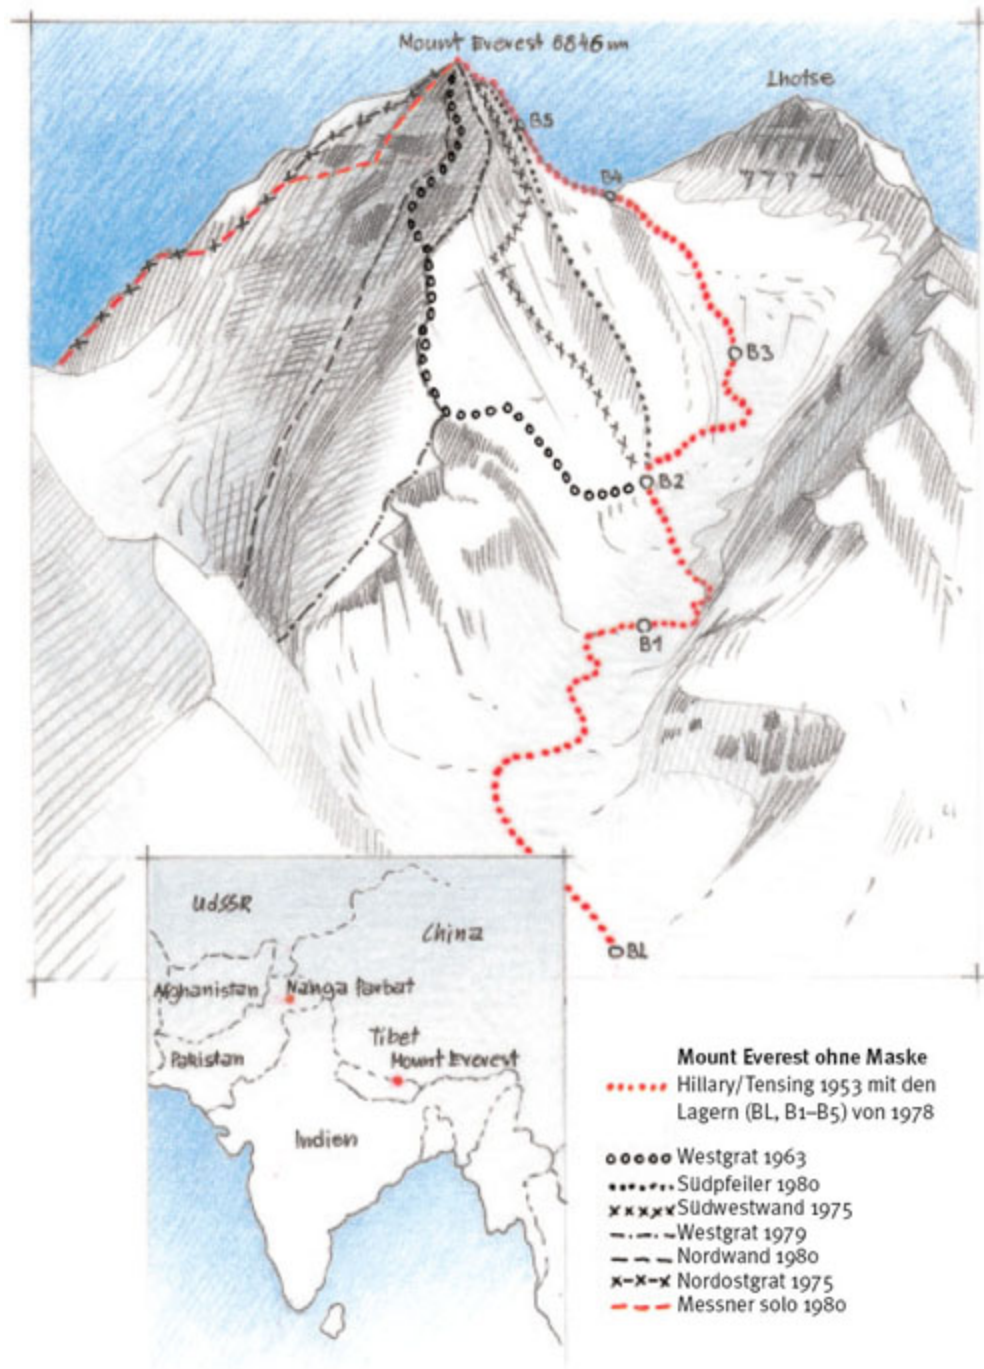 Mount Everest 8846 m
Lhotse
B5
B4
B3
B2
B1
BL
UdSSR
China
Afghanistan
Nanga Parbat
Tibet
Pakistan
Mount Everest
Indien
Mount Everest ohne Maske
Hillary/Tensing 1953 mit den
Lagern (BL, B1–B5) von 1978
Westgrat 1963
Südpfeiler 1980
Südwestwand 1975
Westgrat 1979
Nordwand 1980
Nordostgrat 1975
Messner solo 1980